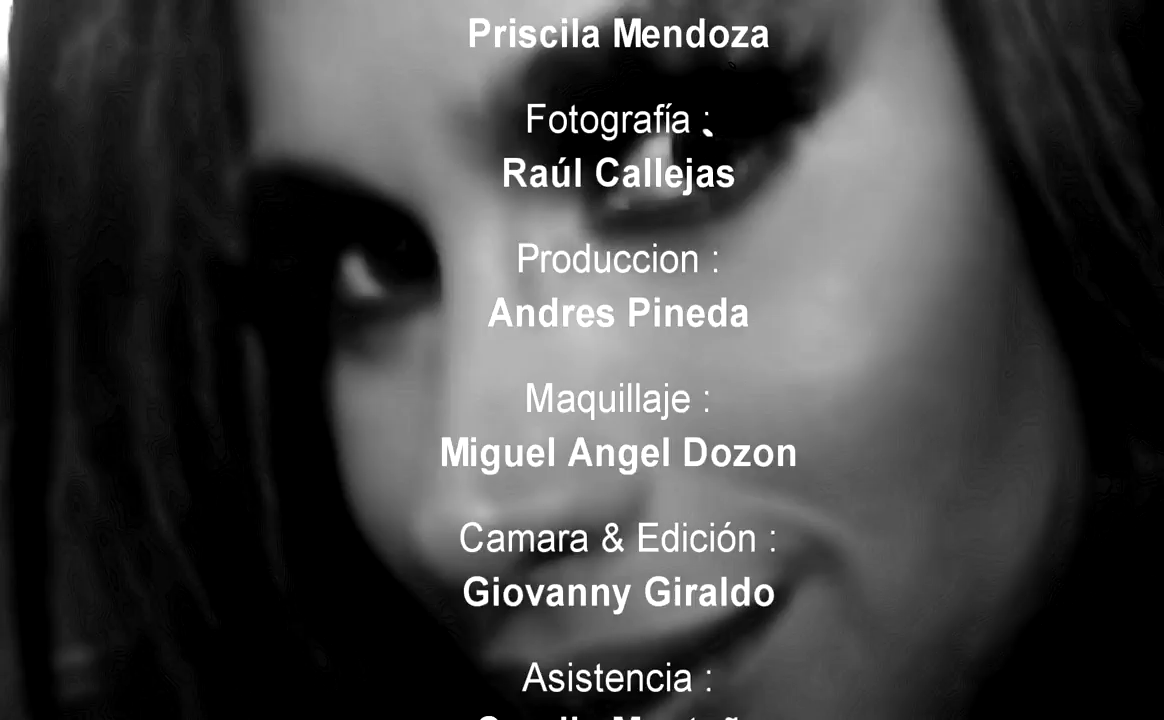 Priscila Mendoza
Fotografía :
Raúl Callejas
Produccion :
Andres Pineda
Maquillaje :
Miguel Angel Dozon
Camara & Edición :
Giovanny Giraldo
Asistencia :